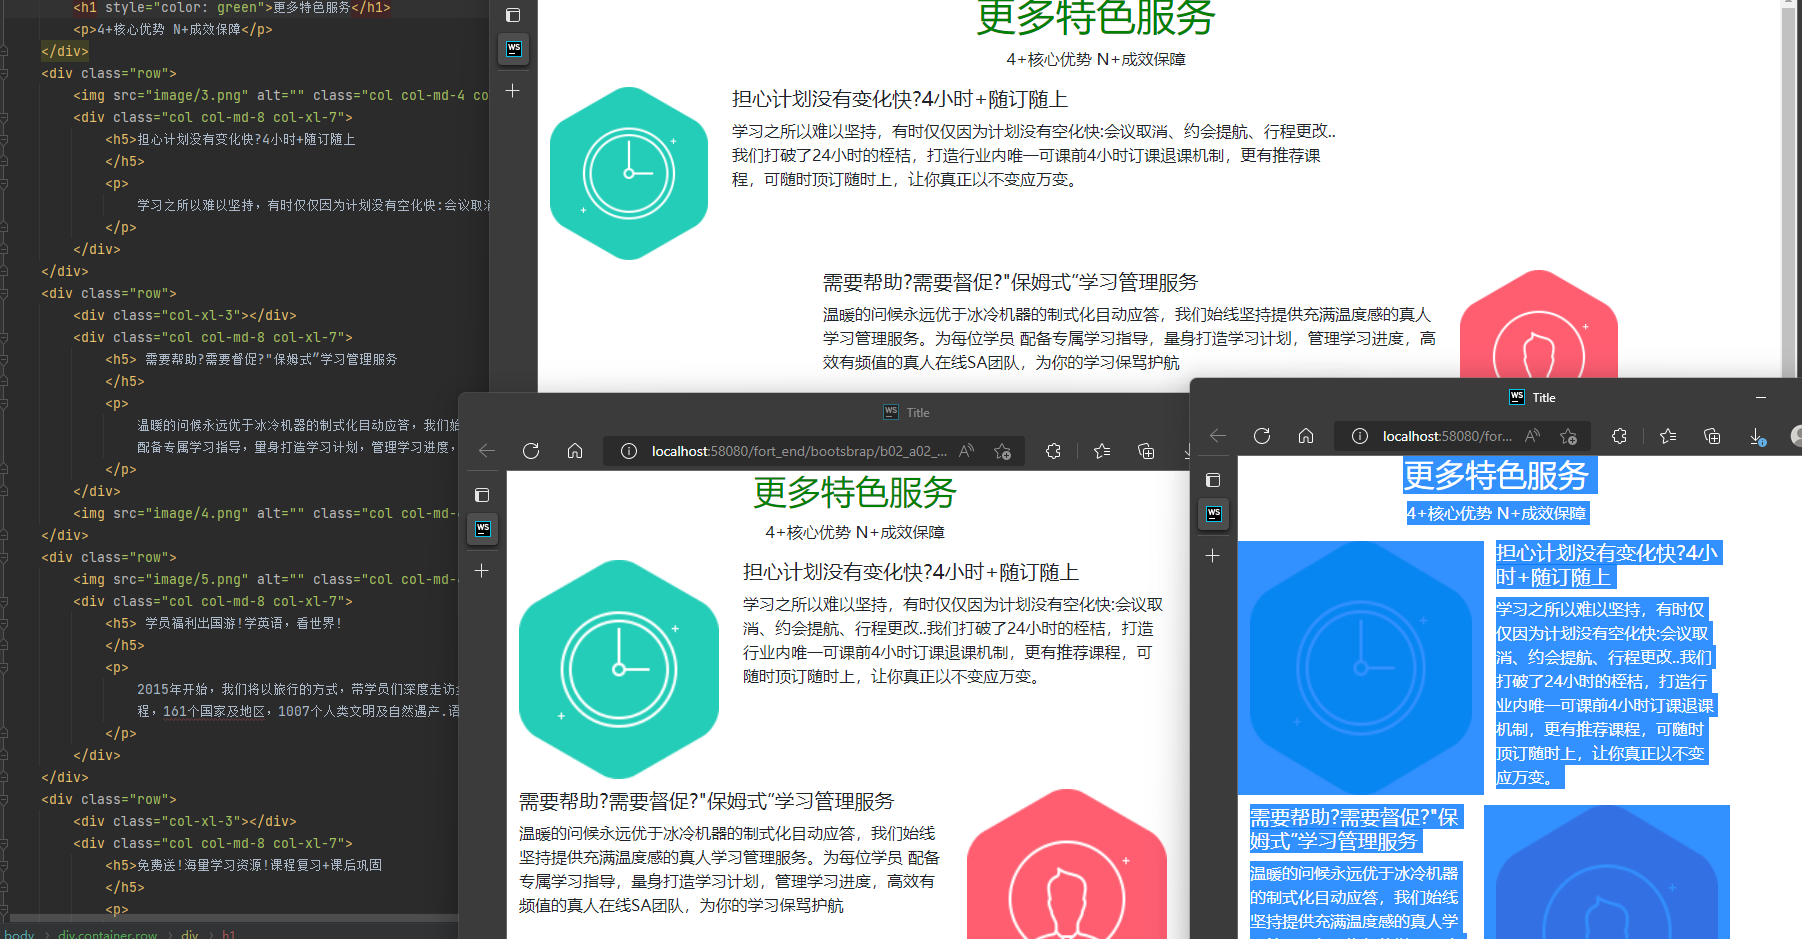 <h1 style="color: green">更多特色服务</h1>
<p>4+核心优势 N+成效保障</p>
</div>
<div class="row">
<img src="image/3.png" alt="" class="col col-md-4 co
<div class="col col-md-8 col-xl-7">
<h5>担心计划没有变化快?4小时+随订随上
</h5>
<p>
学习之所以难以坚持，有时仅仅因为计划没有空化快:会议取消
</p>
</div>
</div>
<div class="row">
<div class="col-xl-3"></div>
<div class="col col-md-8 col-xl-7">
<h5> 需要帮助?需要督促?"保姆式”学习管理服务
</h5>
<p>
温暖的问候永远优于冰冷机器的制式化目动应答，我们始
配备专属学习指导，量身打造学习计划，管理学习进度，
</p>
</div>
<img src="image/4.png" alt="" class="col col-md-
</div>
<div class="row">
<img src="image/5.png" alt="" class="col col-md-
<div class="col col-md-8 col-xl-7">
<h5> 学员福利出国游!学英语，看世界!
</h5>
<p>
2015年开始，我们将以旅行的方式，带学员们深度走访
程，161个国家及地区，1007个人类文明及自然遇产.语
</p>
</div>
</div>
<div class="row">
<div class="col-xl-3"></div>
<div class="col col-md-8 col-xl-7">
<h5>免费送!海量学习资源!课程复习+课后巩固
</h5>
<p>
body > div.container.row > div > h1
WS
更多特色服务
4+核心优势 N+成效保障
担心计划没有变化快?4小时+随订随上
学习之所以难以坚持，有时仅仅因为计划没有空化快:会议取消、约会提航、行程更改..
我们打破了24小时的桎桔，打造行业内唯一可课前4小时订课退课机制，更有推荐课
程，可随时顶订随时上，让你真正以不变应万变。
需要帮助?需要督促?"保姆式”学习管理服务
温暖的问候永远优于冰冷机器的制式化目动应答，我们始线坚持提供充满温度感的真人
学习管理服务。为每位学员 配备专属学习指导，量身打造学习计划，管理学习进度，高
效有频值的真人在线SA团队，为你的学习保骂护航
WS Title
localhost:58080/fort_end/bootsbrap/b02_a02_...
WS
更多特色服务
4+核心优势 N+成效保障
担心计划没有变化快?4小时+随订随上
学习之所以难以坚持，有时仅仅因为计划没有空化快:会议取
消、约会提航、行程更改..我们打破了24小时的桎桔，打造
行业内唯一可课前4小时订课退课机制，更有推荐课程，可
随时顶订随时上，让你真正以不变应万变。
需要帮助?需要督促?"保姆式”学习管理服务
温暖的问候永远优于冰冷机器的制式化目动应答，我们始线
坚持提供充满温度感的真人学习管理服务。为每位学员 配备
专属学习指导，量身打造学习计划，管理学习进度，高效有
频值的真人在线SA团队，为你的学习保骂护航
WS Title
localhost:58080/for...
WS
更多特色服务
4+核心优势 N+成效保障
担心计划没有变化快?4小
时+随订随上
学习之所以难以坚持，有时仅
仅因为计划没有空化快:会议取
消、约会提航、行程更改..我们
打破了24小时的桎桔，打造行
业内唯一可课前4小时订课退课
机制，更有推荐课程，可随时
顶订随时上，让你真正以不变
应万变。
需要帮助?需要督促?"保
姆式”学习管理服务
温暖的问候永远优于冰冷机器
的制式化目动应答，我们始线
坚持提供充满温度感的真人学